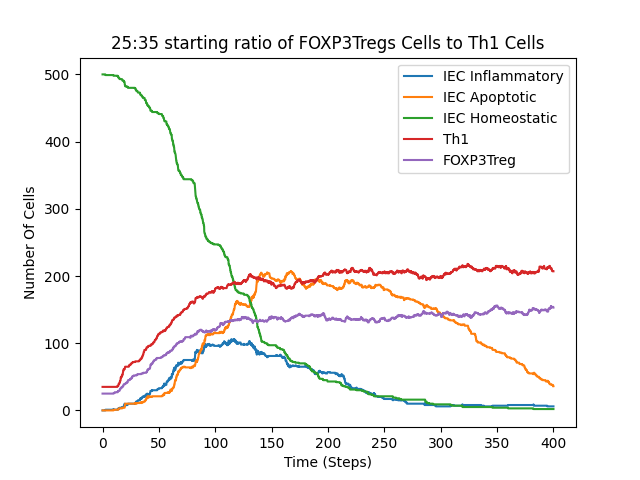 25:35 starting ratio of FOXP3Tregs Cells to Th1 Cells
IEC Inflammatory
IEC Apoptotic
IEC Homeostatic
Th1
FOXP3Treg
Number Of Cells
500
400
300
200
100
0
0 50 100 150 200 250 300 350 400
Time (Steps)